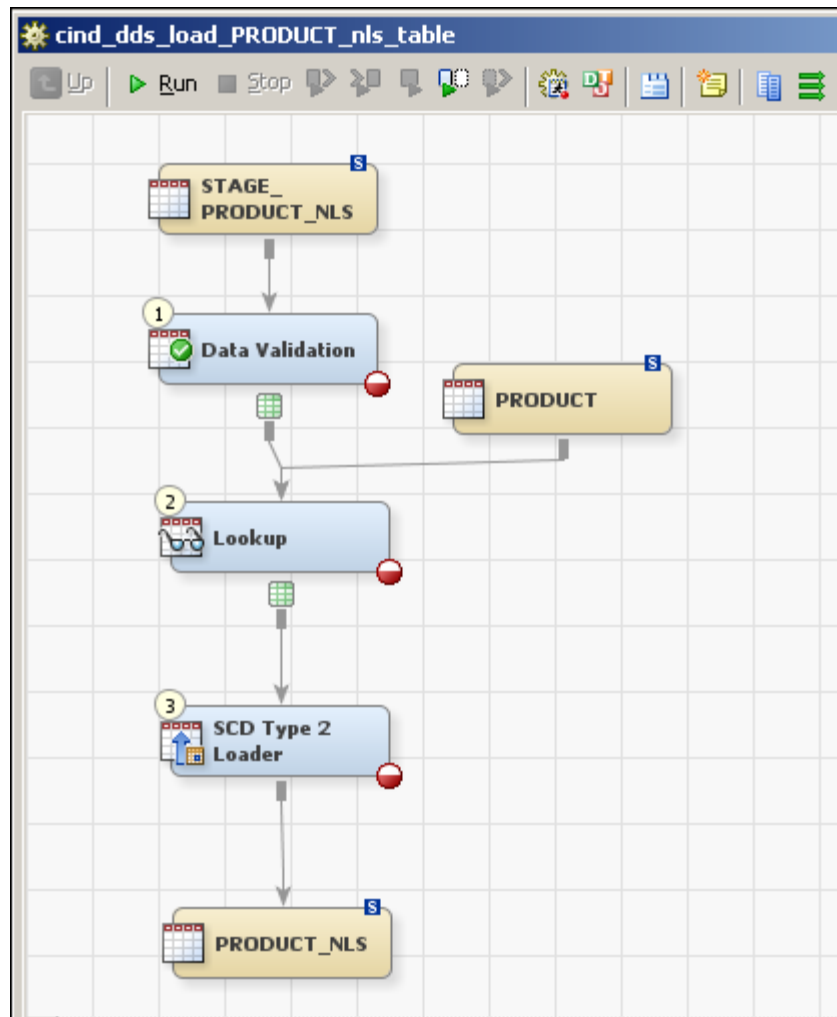 cind_dds_load_PRODUCT_nls_table
Up Run Stop
S
STAGE_
PRODUCT_NLS
1
Data Validation
S
PRODUCT
2
Lookup
3
SCD Type 2
Loader
S
PRODUCT_NLS